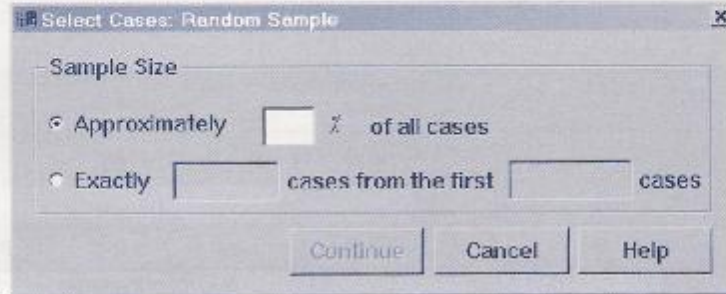 Select Cases: Random Sample
Sample Size
Approximately % of all cases
Exactly cases from the first cases
Continue Cancel Help